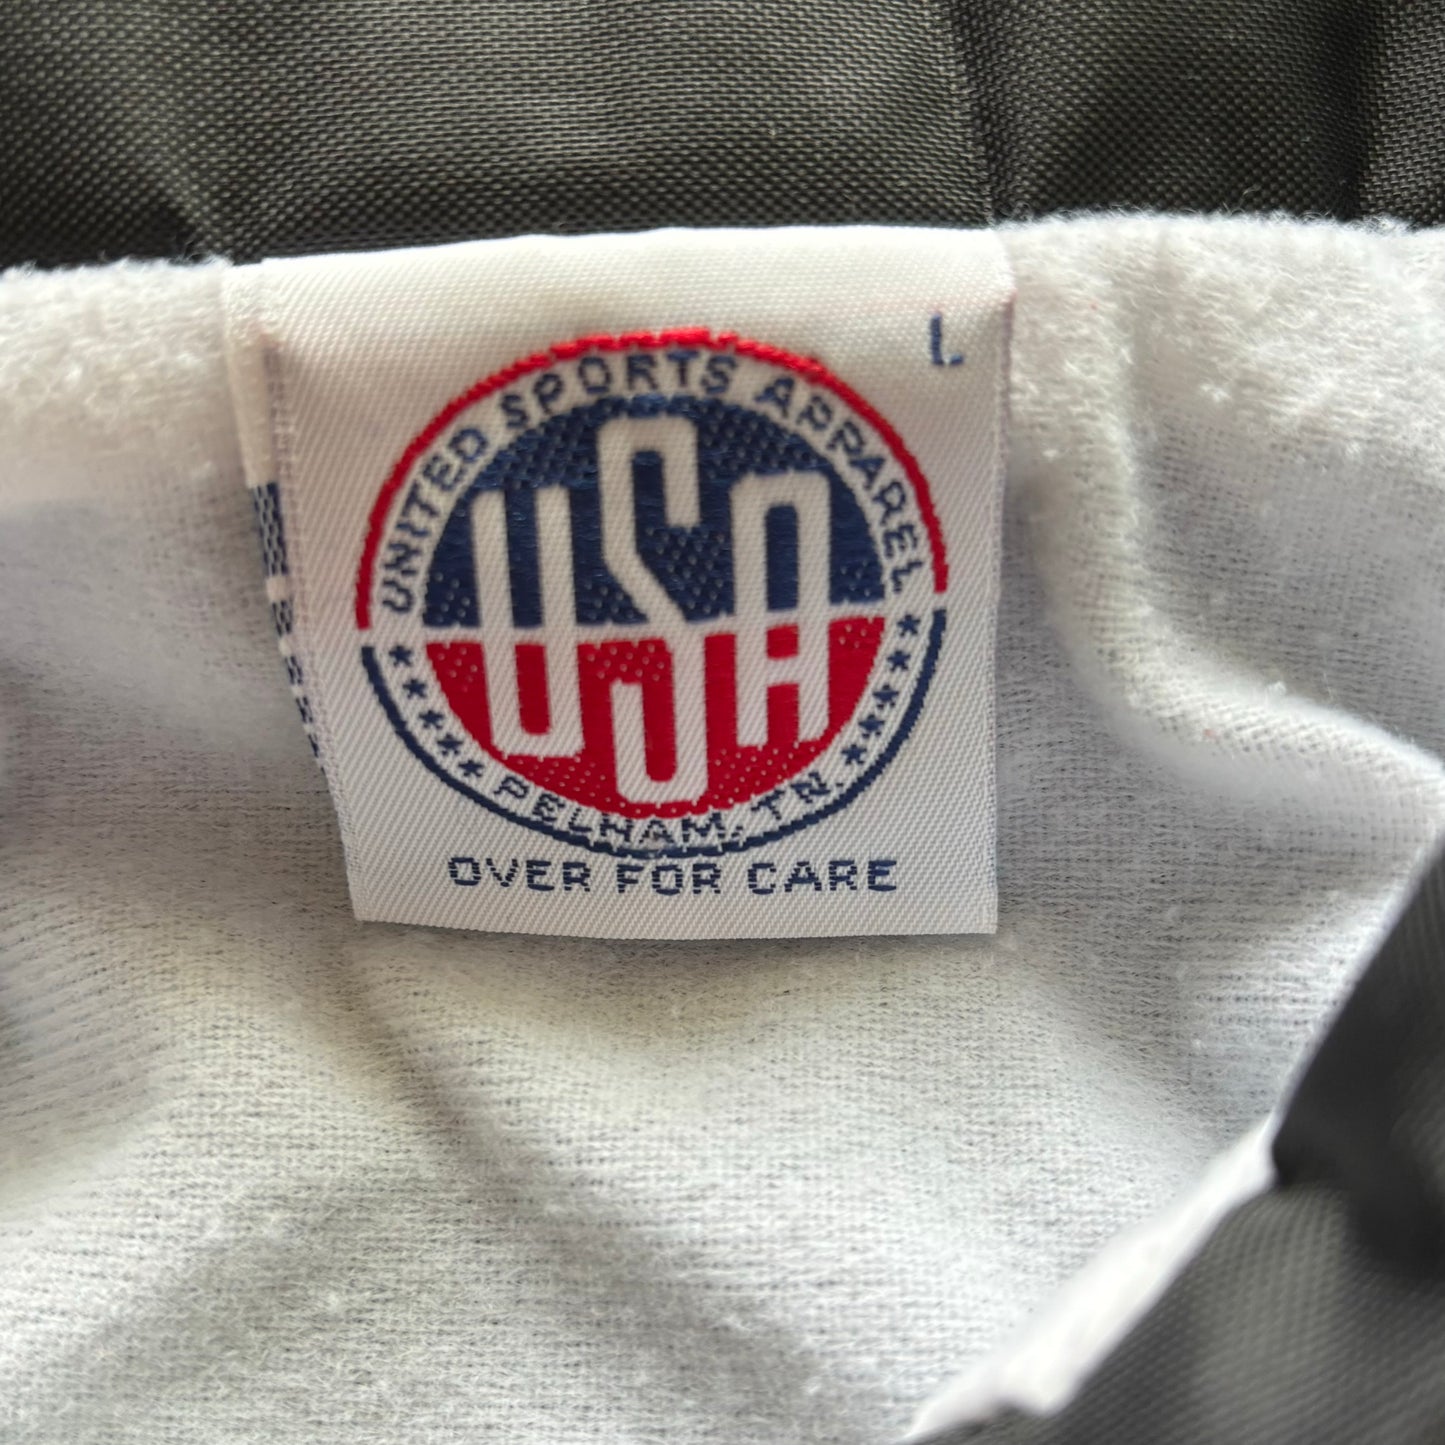 L
UNITED SPORTS APPAREL
USA
PELHAM, TN.
OVER FOR CARE